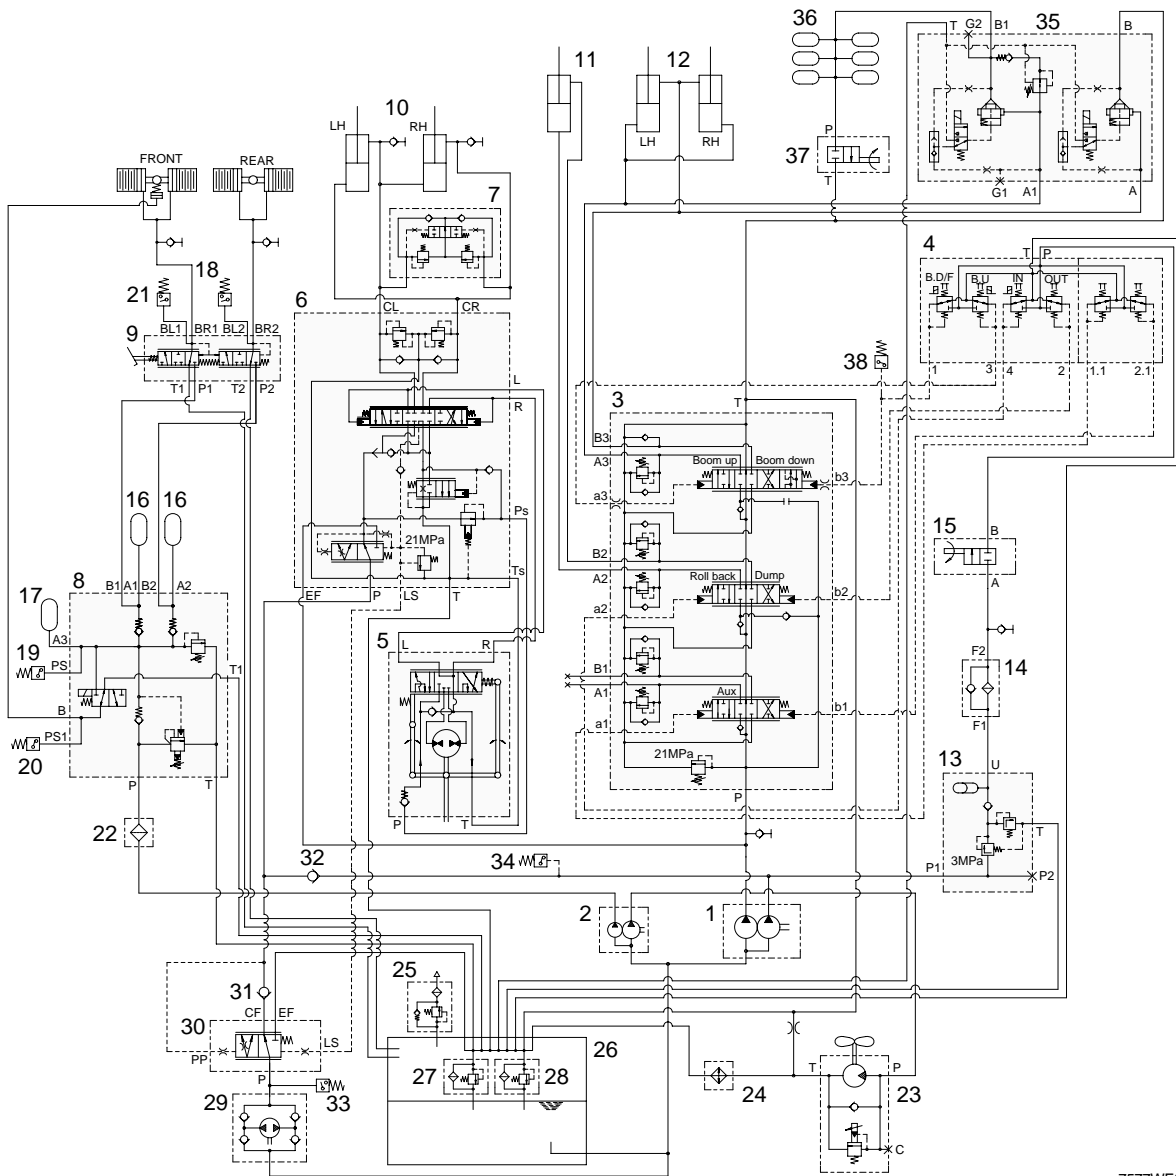 36
T G2 B1 35 B
11
12
10
LH RH
LH RH
P
37
T
G1 A1 A
FRONT REAR
7
4
T P
B.D/F B.U IN OUT
1 3 4 2 1.1 2.1
18
21
6
CL CR
BL1 BR1 BL2 BR2
9
T1 P1 T2 P2
L
R
38
3
T
B3
A3
Boom up Boom down
a3 b3
16 16
Ps
21MPa
B2
15
B
A
8
B1 A1 B2 A2
A2
Roll back Dump
Ts
EF P LS T
a2 b2
17
A3
19 PS
T1
5
L R
B1
A1
Aux
14
F2
F1
B
PS1
20
a1 b1
21MPa
P T
P T
P
13
U
T
3MPa
P1 P2
22
32
34
2
1
25
31
CF EF
30
PP LS
26
27 28
P
29
33
24
T P
23
C